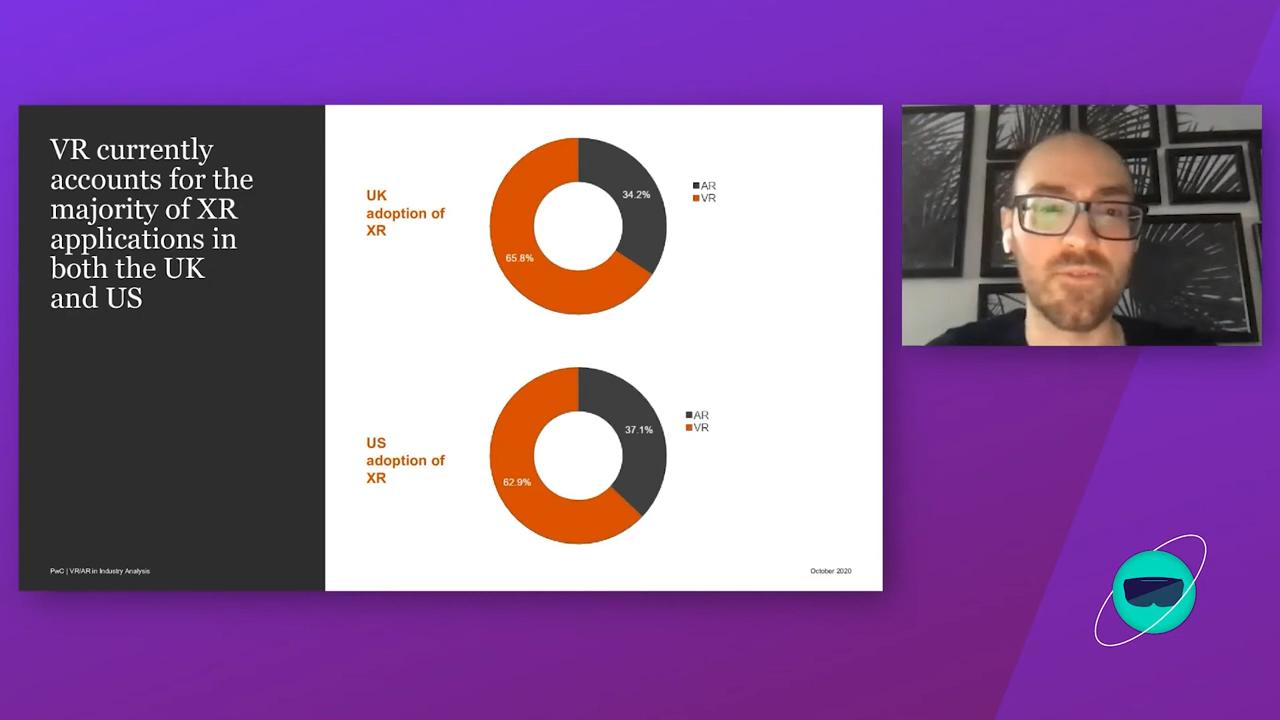 VR currently
accounts for the
majority of XR
applications in
both the UK
and US
UK
adoption of
XR
34.2%
65.8%
AR
VR
US
adoption of
XR
37.1%
62.9%
AR
VR
PwC | VR/AR in Industry Analysis
October 2020